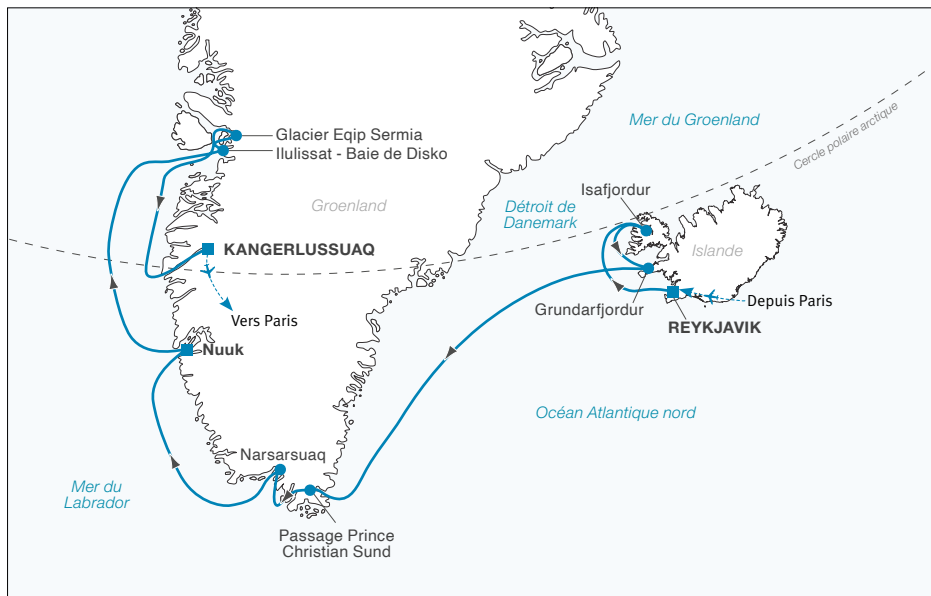 Glacier Eqip Sermia
Ilulissat - Baie de Disko
Mer du Groenland
Cercle polaire arctique
Isafjordur
Groenland
Détroit de
Danemark
Islande
KANGERLUSSUAQ
Grundarfjordur
Depuis Paris
Vers Paris
REYKJAVIK
Nuuk
Océan Atlantique nord
Narsarsuaq
Mer du
Labrador
Passage Prince
Christian Sund